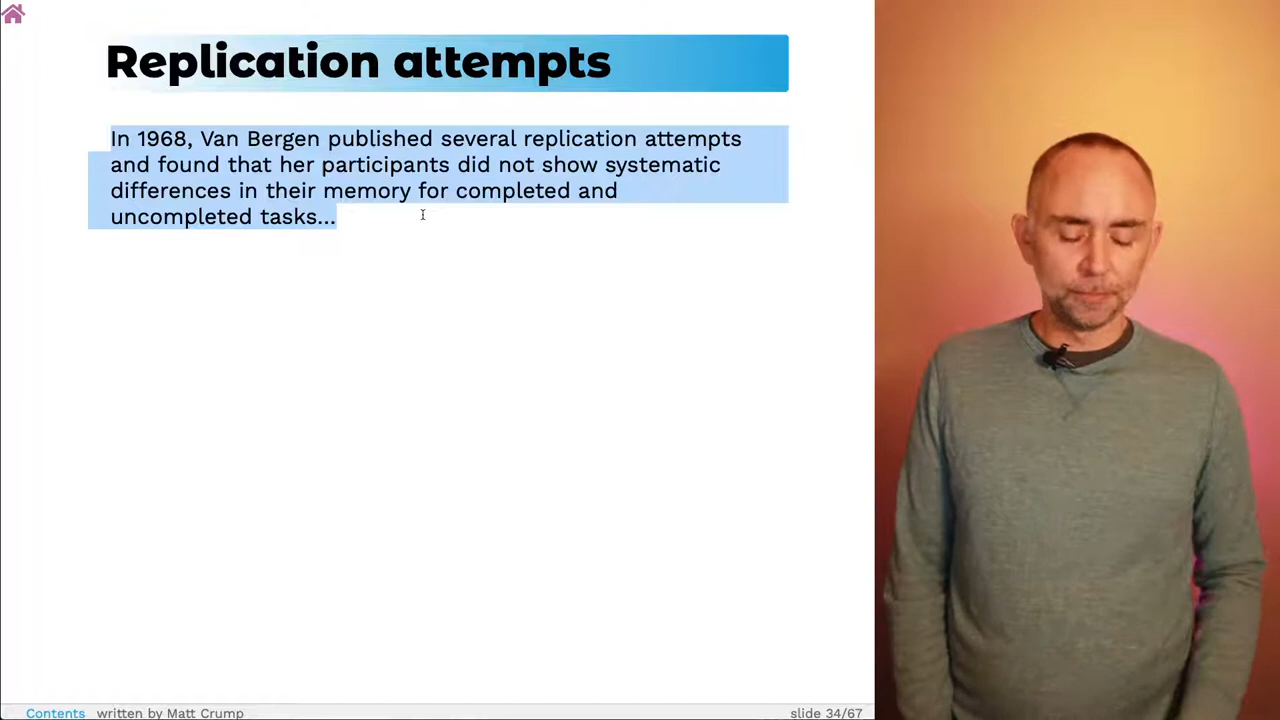 Replication attempts
In 1968, Van Bergen published several replication attempts
and found that her participants did not show systematic
differences in their memory for completed and
uncompleted tasks...
Contents written by Matt Crump slide 34/67